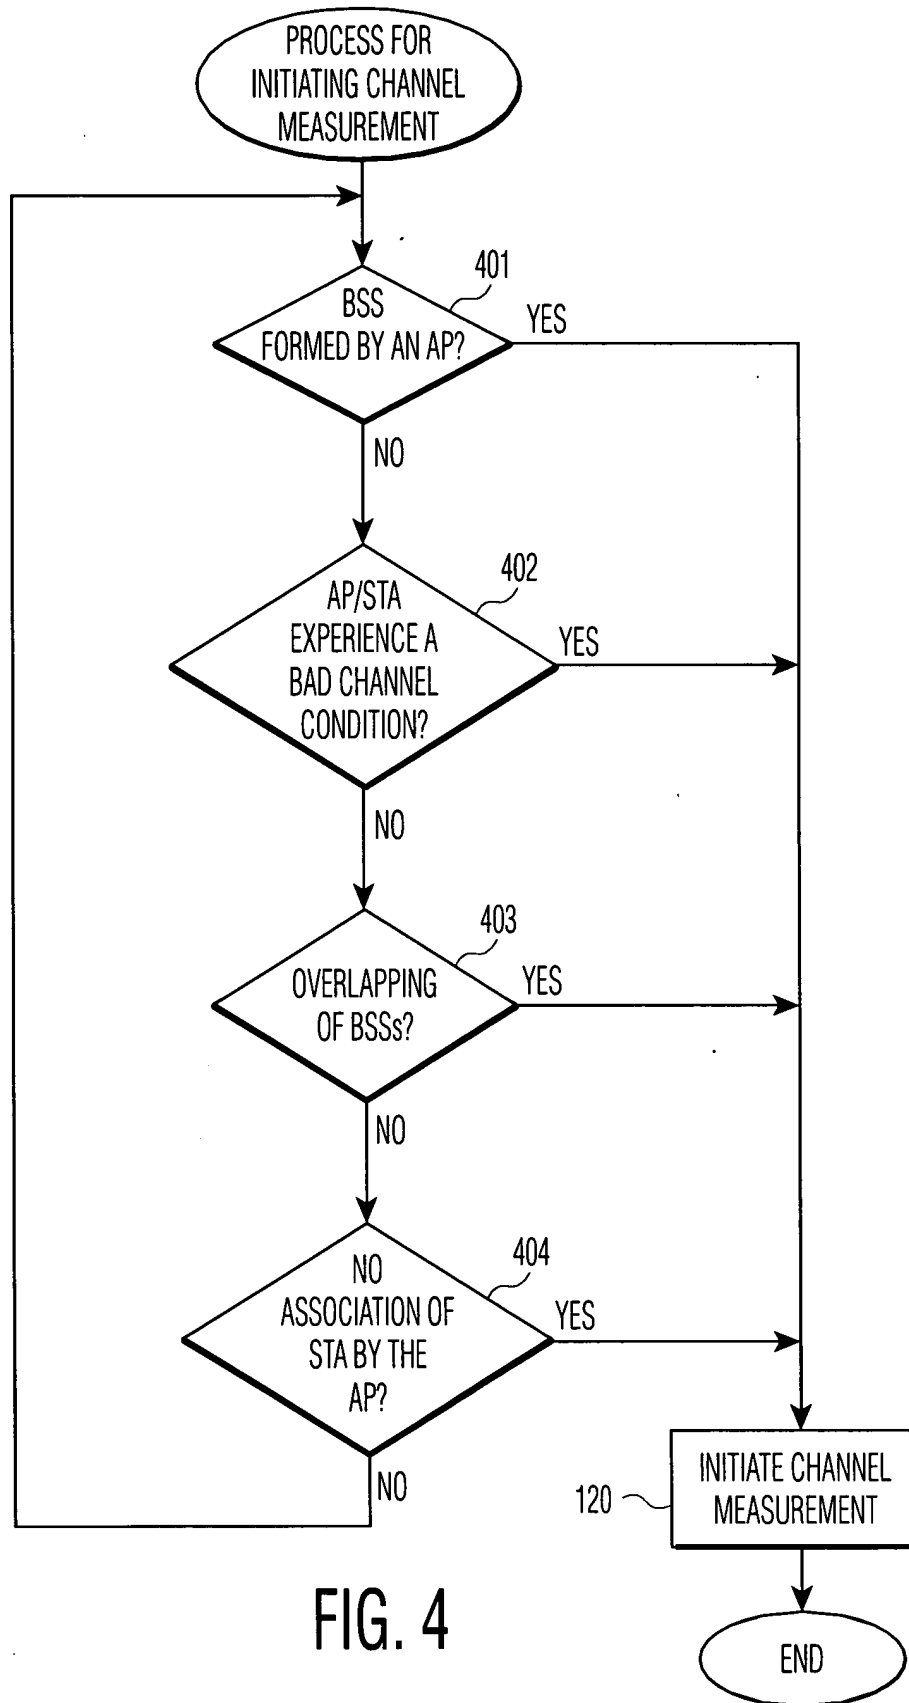 PROCESS FOR
INITIATING CHANNEL
MEASUREMENT
401
BSS
FORMED BY AN AP?
YES
NO
402
AP/STA
EXPERIENCE A
BAD CHANNEL
CONDITION?
YES
NO
403
OVERLAPPING
OF BSSs?
YES
NO
404
NO
ASSOCIATION OF
STA BY THE
AP?
YES
NO
120
INITIATE CHANNEL
MEASUREMENT
END
FIG. 4